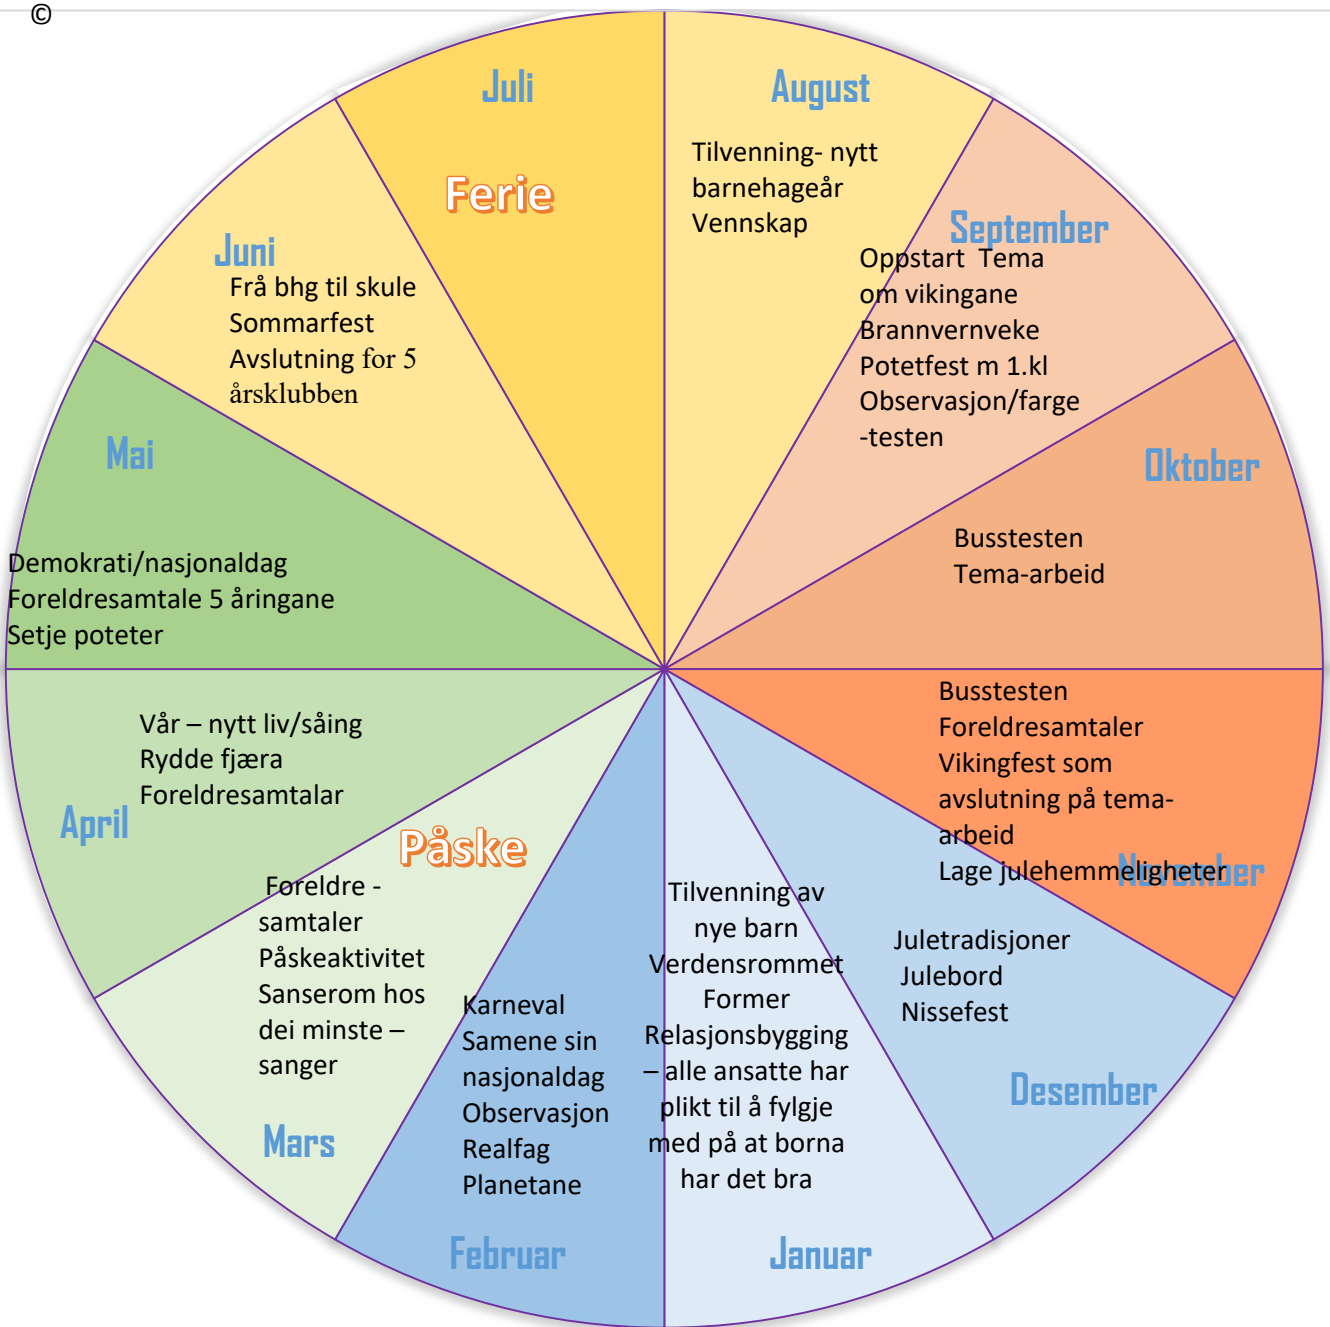 ©
August
Tilvenning- nytt
barnehageår
Vennskap
September
Oppstart  Tema
om vikingane
Brannvernveke
Potetfest m 1.kl
Observasjon/farge
-testen
Oktober
Busstesten
Tema-arbeid
Busstesten
Foreldresamtaler
Vikingfest som
avslutning på tema-
arbeid
Lage julehemmeligheter
November
Juletradisjoner
Julebord
Nissefest
Desember
Tilvenning av
nye barn
Verdensrommet
Former
Relasjonsbygging
– alle ansatte har
plikt til å fylgje
med på at borna
har det bra
Januar
Karneval
Samene sin
nasjonaldag
Observasjon
Realfag
Planetane
Februar
Påske
Foreldre -
samtaler
Påskeaktivitet
Sanserom hos
dei minste –
sanger
Mars
Vår – nytt liv/såing
Rydde fjæra
Foreldresamtalar
April
Mai
Demokrati/nasjonaldag
Foreldresamtale 5 åringane
Setje poteter
Juni
Frå bhg til skule
Sommarfest
Avslutning for 5
årsklubben
Juli
Ferie